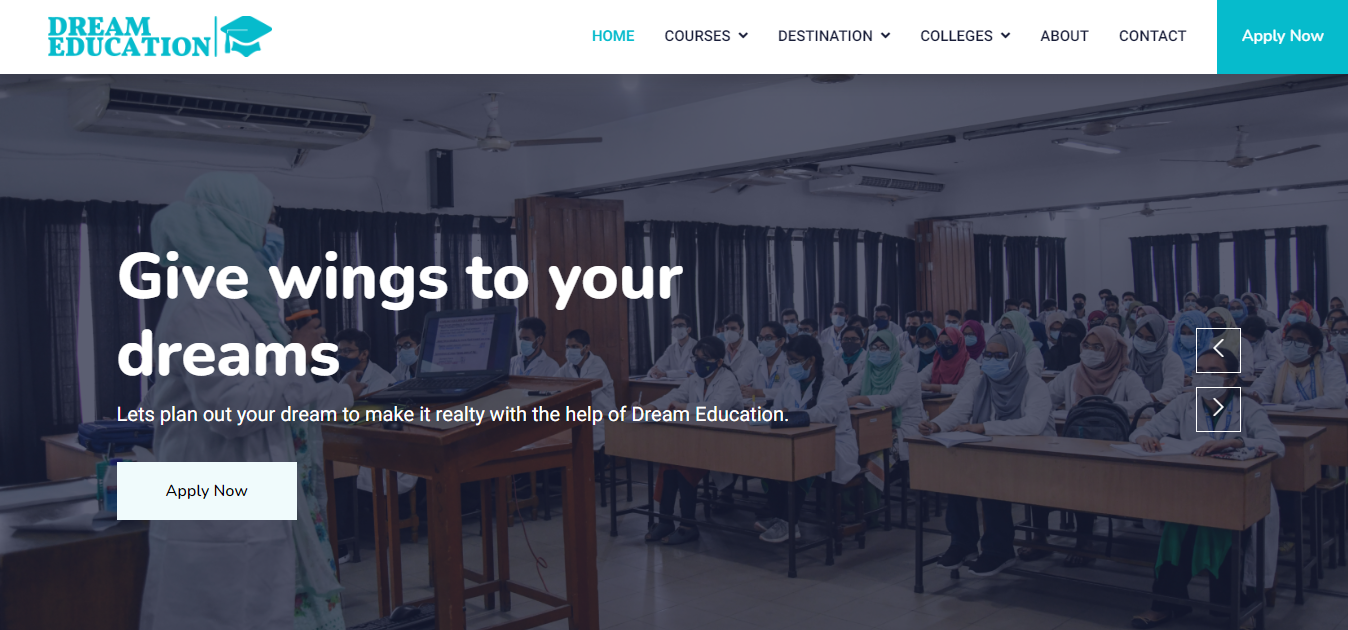 DREAM
EDUCATION
HOME
COURSES
DESTINATION
COLLEGES
ABOUT
CONTACT
Apply Now
Give wings to your
dreams
Lets plan out your dream to make it realty with the help of Dream Education.
Apply Now